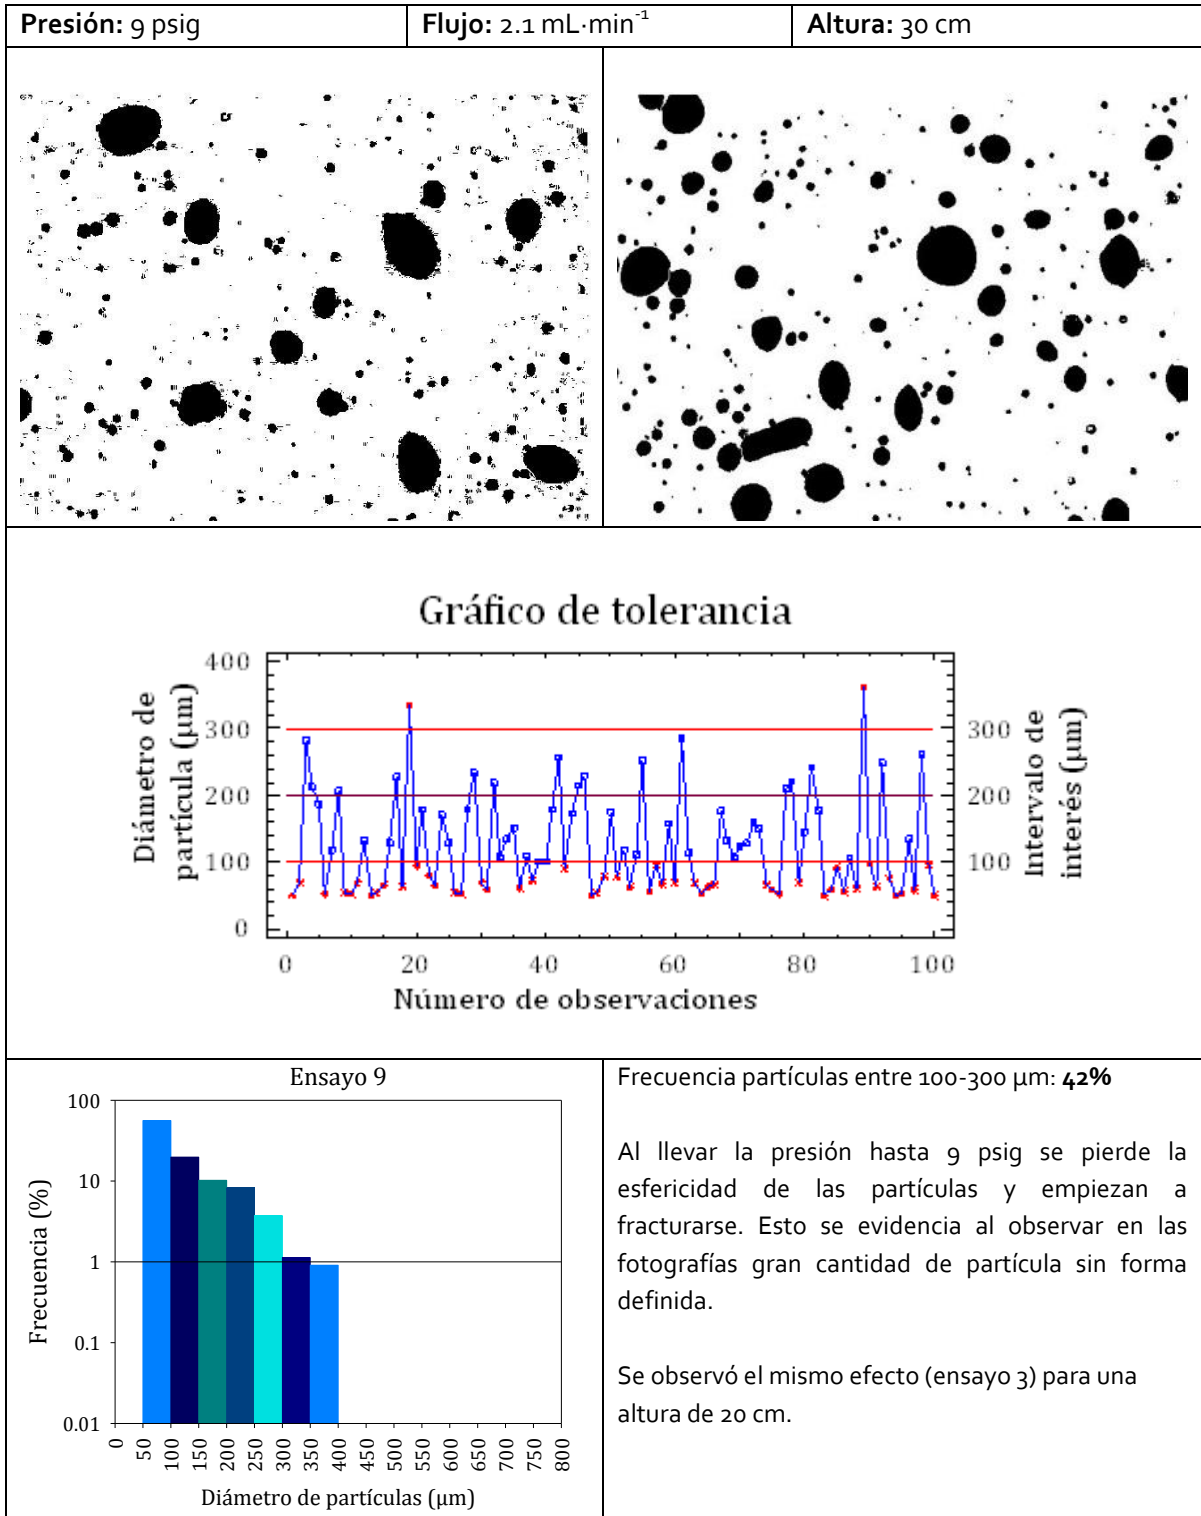 Presión: 9 psig
Flujo: 2.1 mL·min⁻¹
Altura: 30 cm
Gráfico de tolerancia
Diámetro de
partícula (µm)
400
300
200
100
0
300
200
100
Intervalo de
interés (µm)
0 20 40 60 80 100
Número de observaciones
Ensayo 9
Frecuencia (%)
100
10
1
0.1
0.01
0 50 100 150 200 250 300 350 400 450 500 550 600 650 700 750 800
Diámetro de partículas (µm)
Frecuencia partículas entre 100-300 µm: 42%
Al llevar la presión hasta 9 psig se pierde la
esfericidad de las partículas y empiezan a
fracturarse. Esto se evidencia al observar en las
fotografías gran cantidad de partícula sin forma
definida.
Se observó el mismo efecto (ensayo 3) para una
altura de 20 cm.